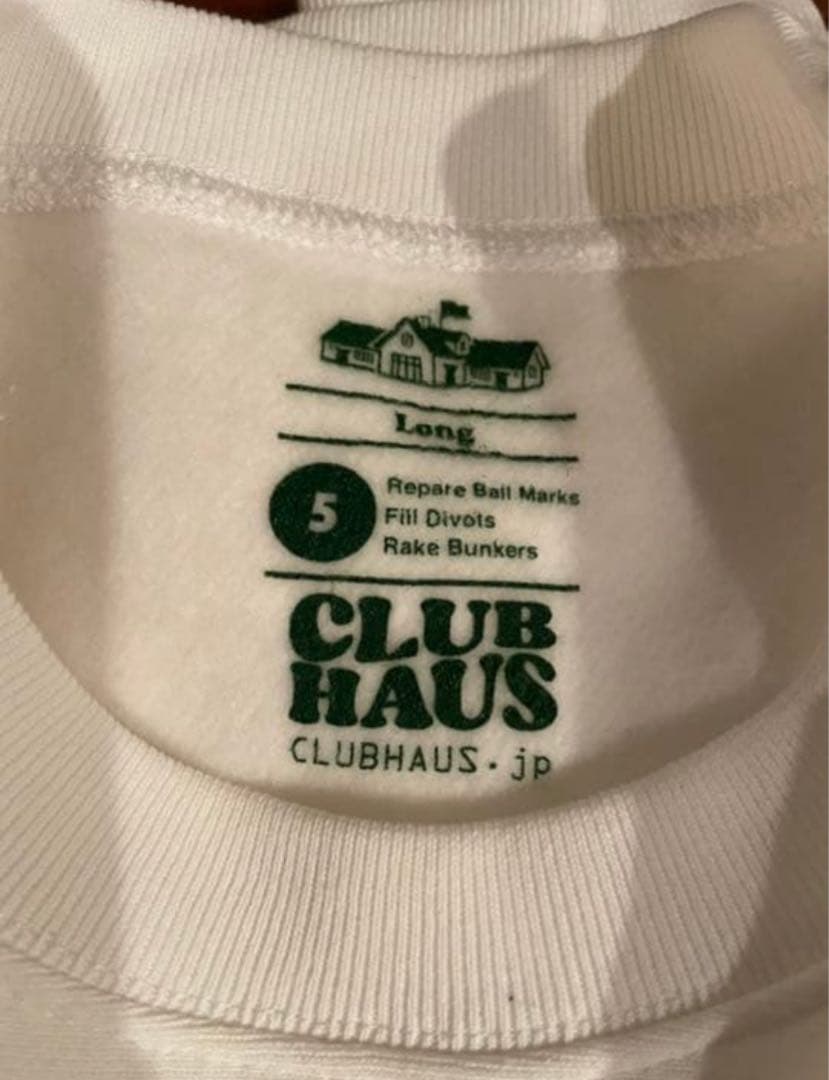 Long
5
Repare Ball Marks
Fill Divots
Rake Bunkers
CLUB
HAUS
CLUBHAUS.jp